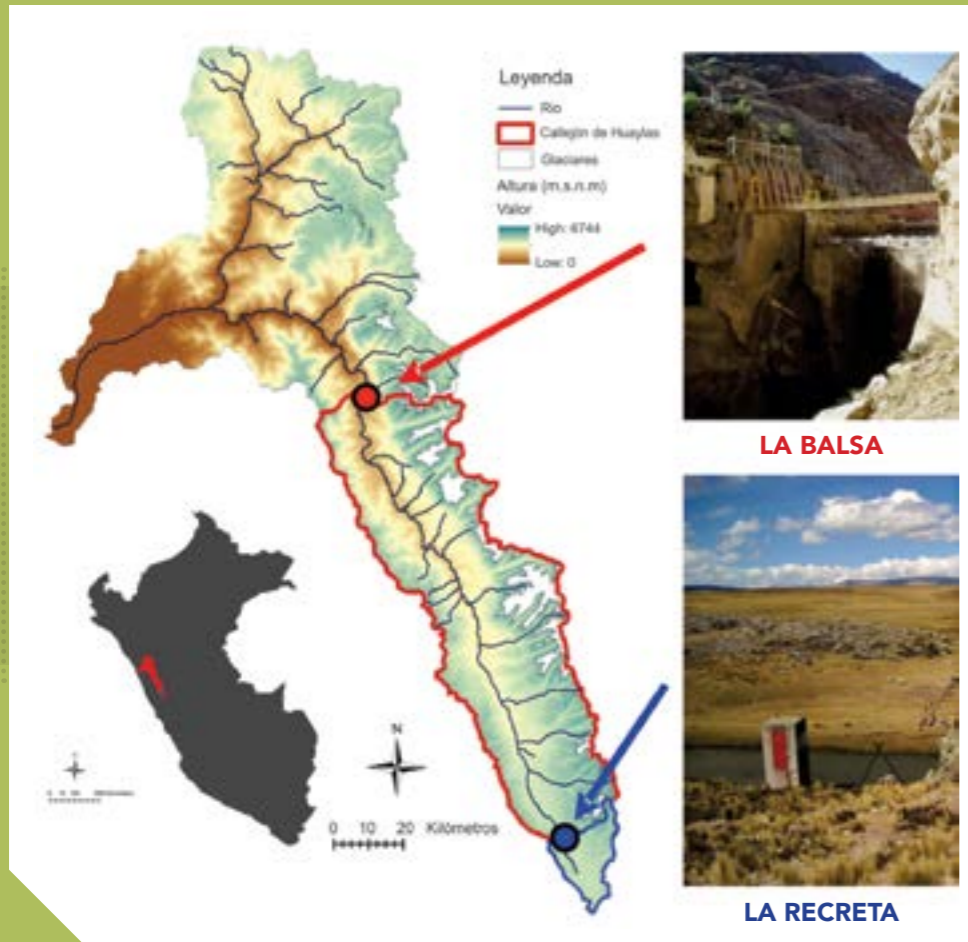 Leyenda
Rio
Callejón de Huaylas
Glaciares
Altura (m.s.n.m)
Valor
High: 6744
Low: 0
LA BALSA
N
0 10 20 Kilómetros
LA RECRETA